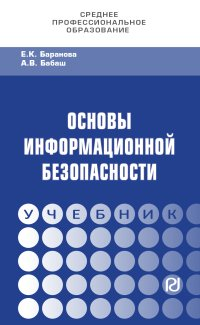 СРЕДНЕЕ
ПРОФЕССИОНАЛЬНОЕ
ОБРАЗОВАНИЕ
Е.К. Баранова
А.В. Бабаш
ОСНОВЫ
ИНФОРМАЦИОННОЙ
БЕЗОПАСНОСТИ
УЧЕБНИК